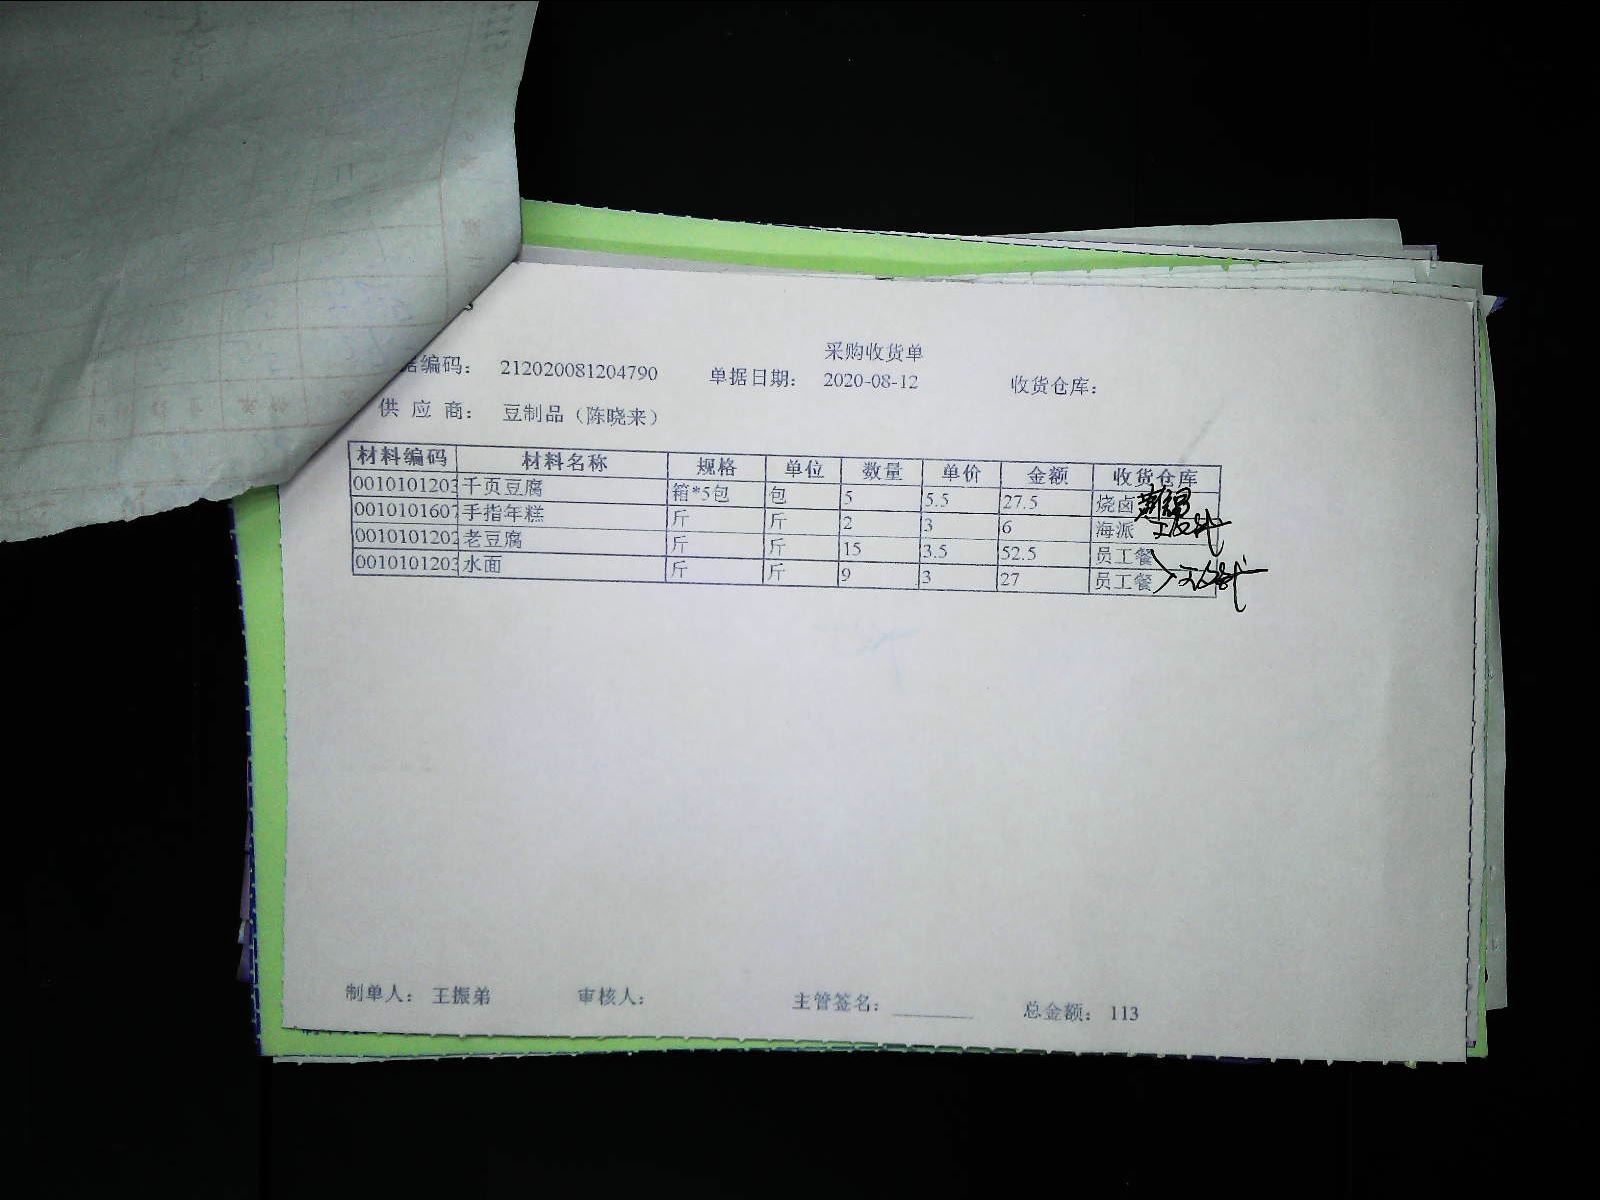 采购收货单
据编码： 212020081204790 单据日期： 2020-08-12 收货仓库：
供 应 商： 豆制品（陈晓来）
材料编码 材料名称 规格 单位 数量 单价 金额 收货仓库
0010101203 千页豆腐 箱*5包 包 5 5.5 27.5 烧卤
0010101607 手指年糕 斤 斤 2 3 6 海派
0010101202 老豆腐 斤 斤 15 3.5 52.5 员工餐
0010101203 水面 斤 斤 9 3 27 员工餐
制单人： 王振弟 审核人： 主管签名： 总金额： 113